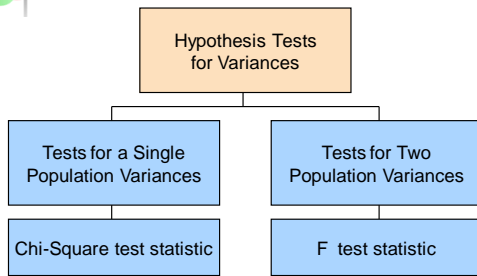 Hypothesis Tests
for Variances
Tests for a Single
Population Variances
Tests for Two
Population Variances
Chi-Square test statistic
F test statistic